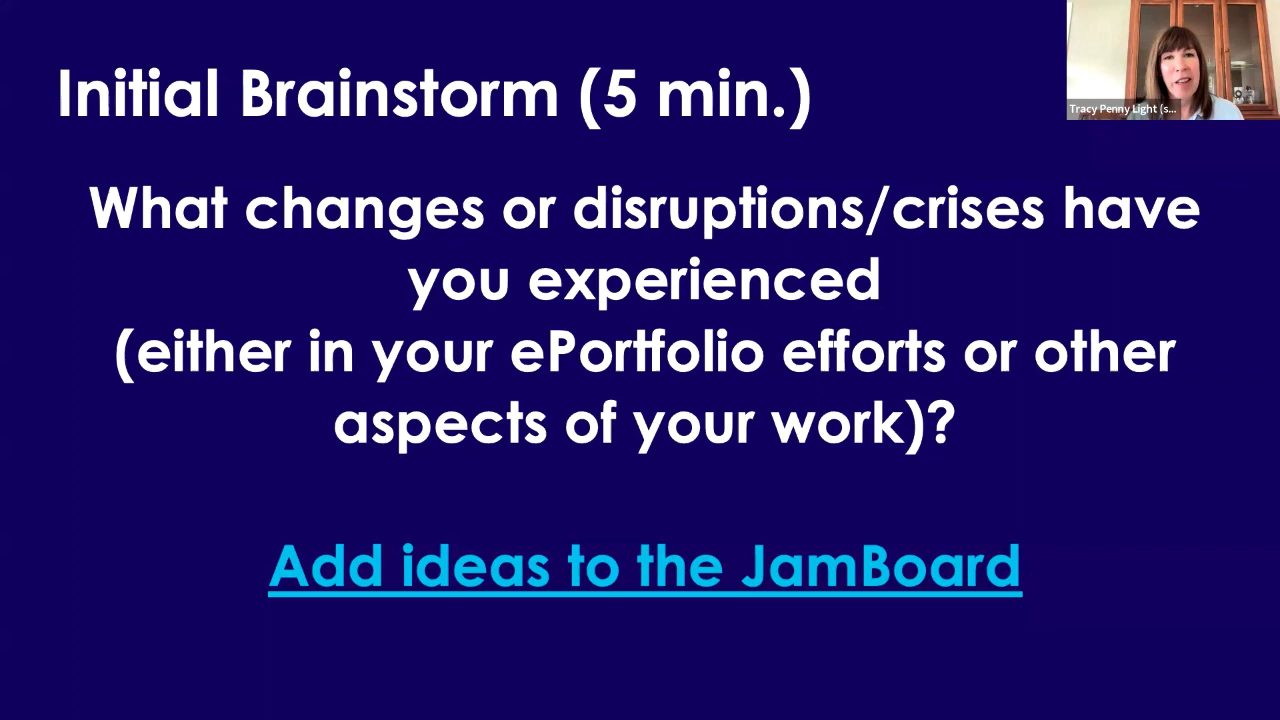 Initial Brainstorm (5 min.)
Tracy Penny Light (s...
What changes or disruptions/crises have
you experienced
(either in your ePortfolio efforts or other
aspects of your work)?
Add ideas to the JamBoard